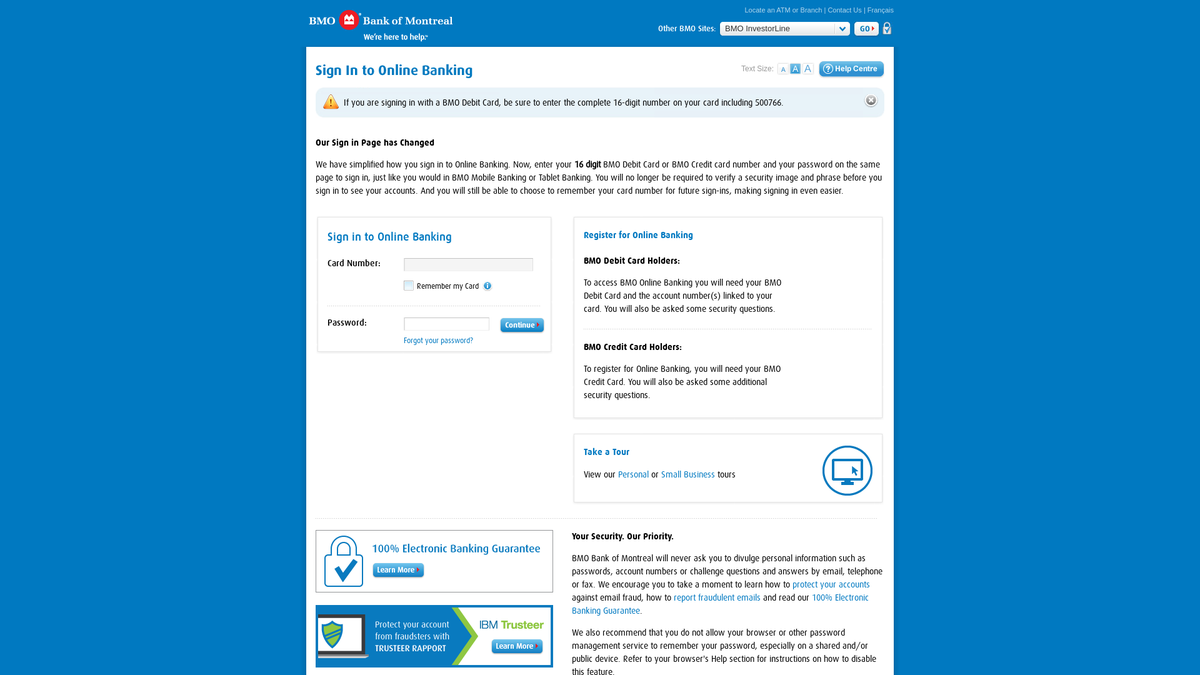 Locate an ATM or Branch | Contact Us | Français
BMO Bank of Montreal
We're here to help.™
Other BMO Sites: BMO InvestorLine GO
Sign In to Online Banking
Text Size: A A A Help Centre
If you are signing in with a BMO Debit Card, be sure to enter the complete 16-digit number on your card including 500766.
Our Sign in Page has Changed
We have simplified how you sign in to Online Banking. Now, enter your 16 digit BMO Debit Card or BMO Credit card number and your password on the same
page to sign in, just like you would in BMO Mobile Banking or Tablet Banking. You will no longer be required to verify a security image and phrase before you
sign in to see your accounts. And you will still be able to choose to remember your card number for future sign-ins, making signing in even easier.
Sign in to Online Banking
Card Number:
Remember my Card
Password:
Continue
Forgot your password?
Register for Online Banking
BMO Debit Card Holders:
To access BMO Online Banking you will need your BMO
Debit Card and the account number(s) linked to your
card. You will also be asked some security questions.
BMO Credit Card Holders:
To register for Online Banking, you will need your BMO
Credit Card. You will also be asked some additional
security questions.
Take a Tour
View our Personal or Small Business tours
100% Electronic Banking Guarantee
Learn More
Protect your account
from fraudsters with
TRUSTEER RAPPORT
IBM Trusteer
Learn More
Your Security. Our Priority.
BMO Bank of Montreal will never ask you to divulge personal information such as
passwords, account numbers or challenge questions and answers by email, telephone
or fax. We encourage you to take a moment to learn how to protect your accounts
against email fraud, how to report fraudulent emails and read our 100% Electronic
Banking Guarantee.
We also recommend that you do not allow your browser or other password
management service to remember your password, especially on a shared and/or
public device. Refer to your browser's Help section for instructions on how to disable
this feature.